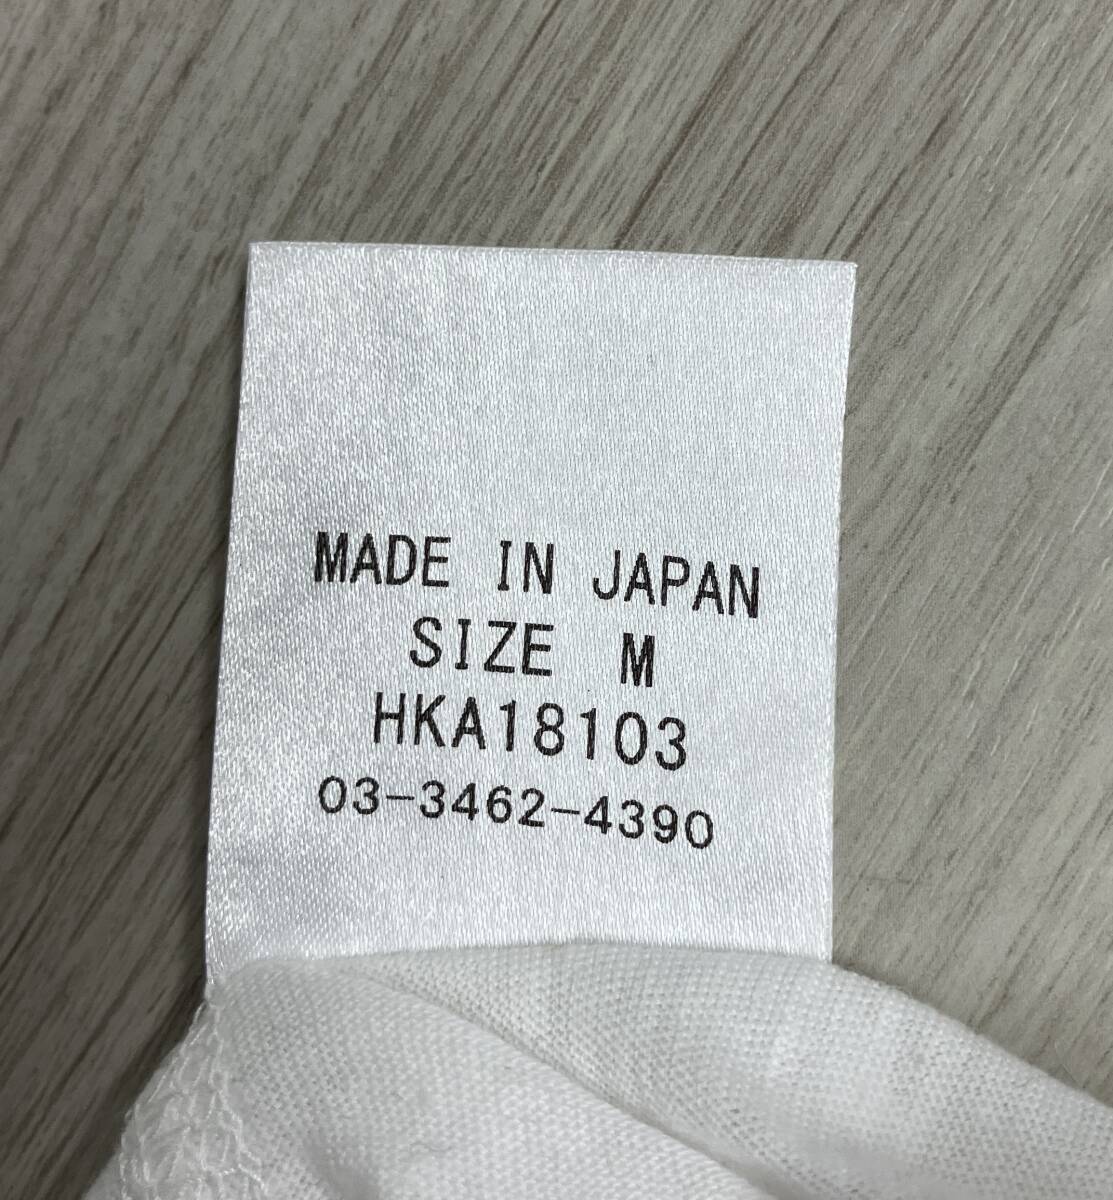 MADE IN JAPAN
SIZE M
HKA18103
03-3462-4390